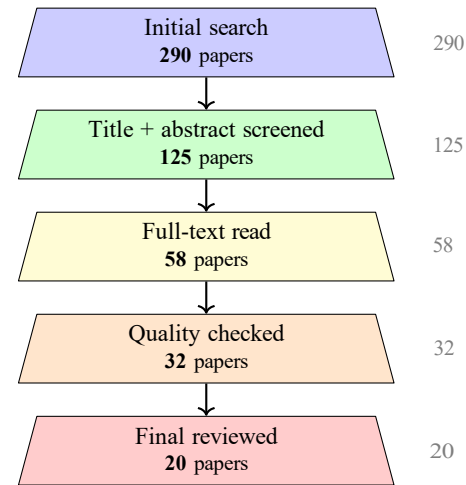 Initial search
290 papers
290
Title + abstract screened
125 papers
125
Full-text read
58 papers
58
Quality checked
32 papers
32
Final reviewed
20 papers
20